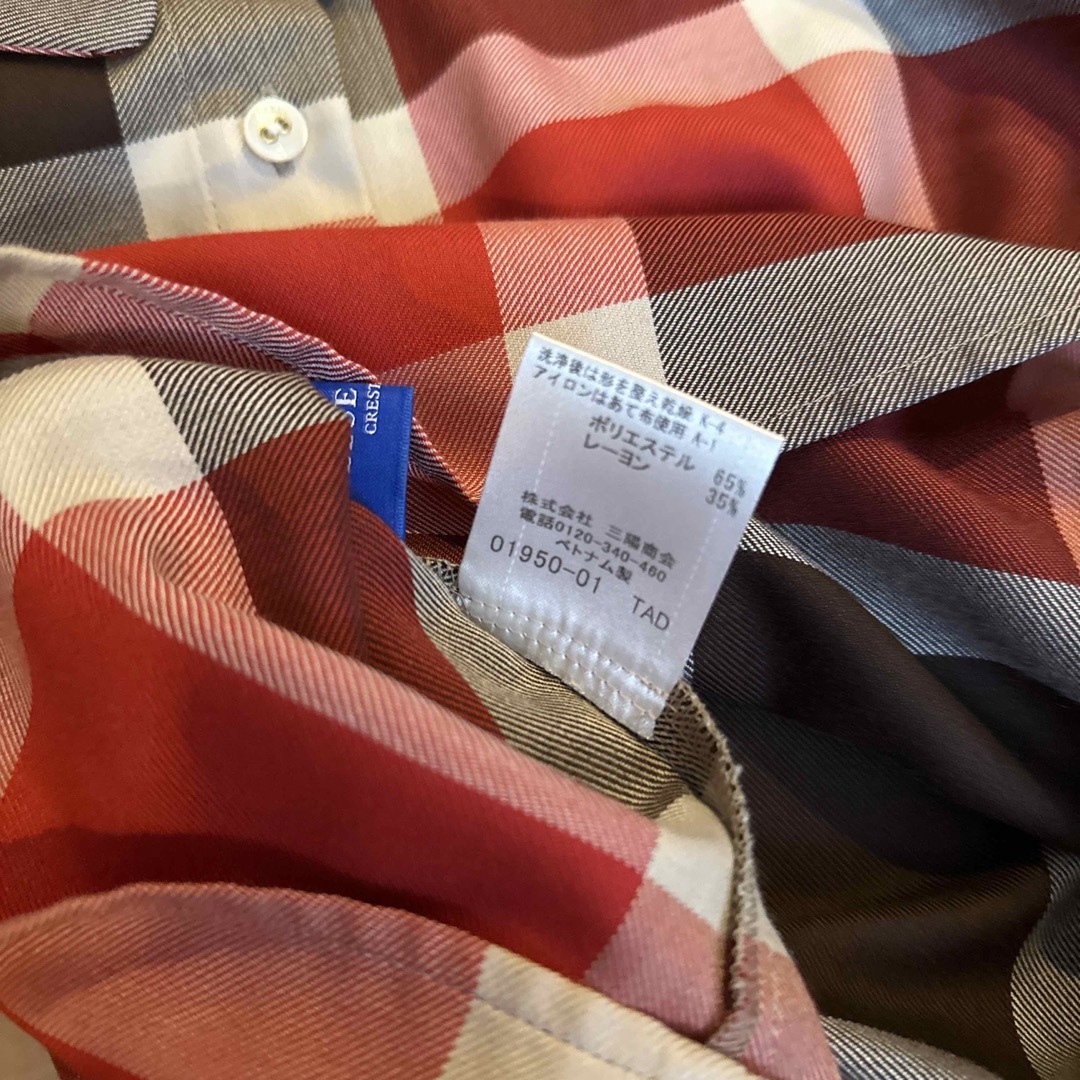 CREST
洗浄後は形を整え乾燥 K-4
アイロンはあて布使用 A-1
ポリエステル 65%
レーヨン 35%
株式会社 三陽商会
電話0120-340-460
ベトナム製
01950-01 TAD